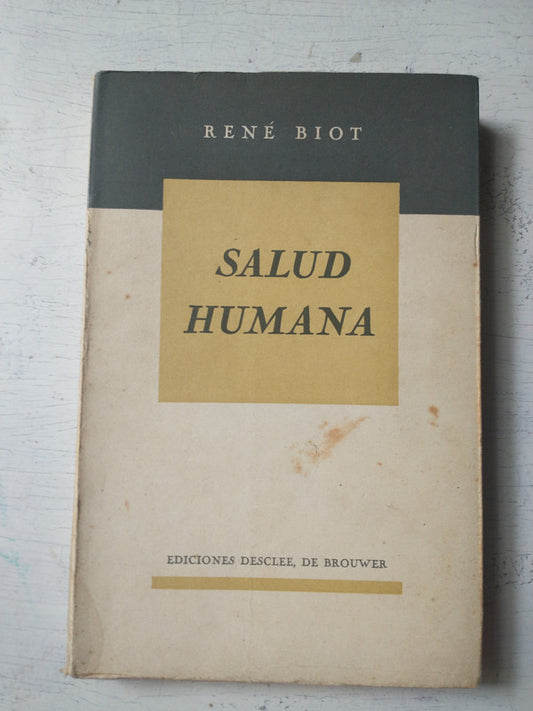 RENÉ BIOT
SALUD
HUMANA
EDICIONES DESCLEE, DE BROUWER